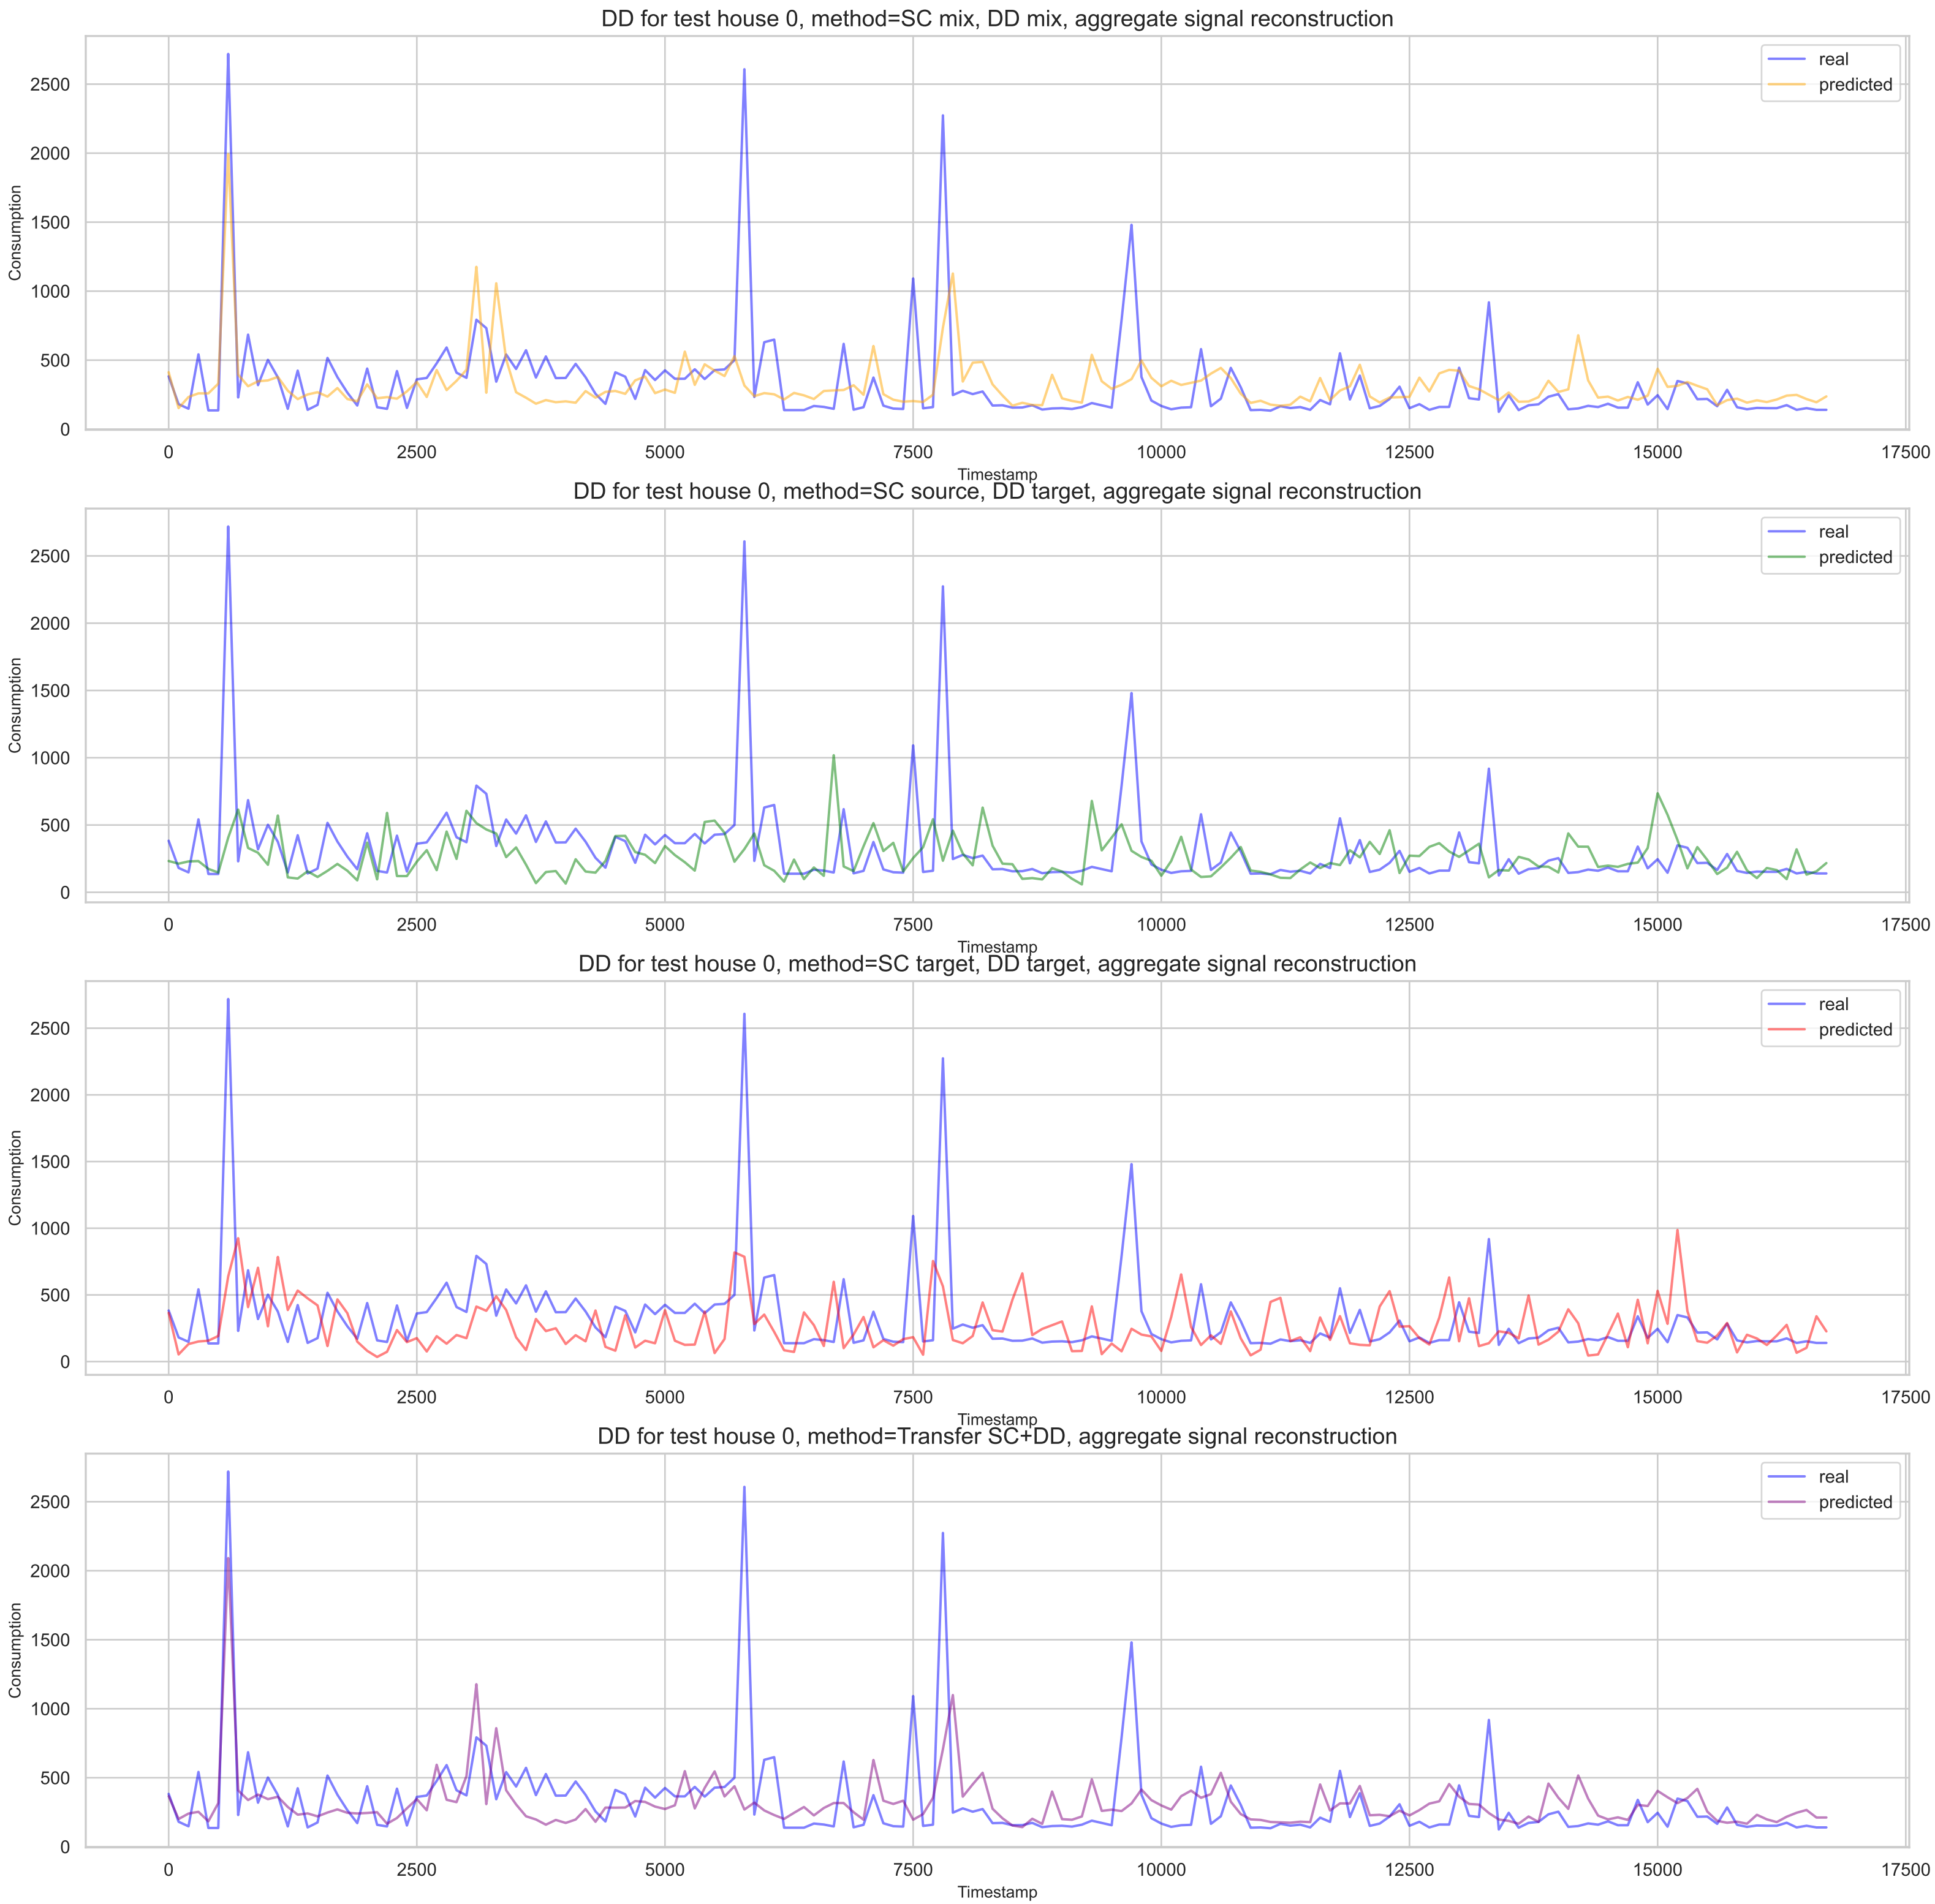 DD for test house 0, method=SC mix, DD mix, aggregate signal reconstruction
real
predicted
2500
2000
1500
1000
500
0
Consumption
0 2500 5000 7500 10000 12500 15000 17500
Timestamp
DD for test house 0, method=SC source, DD target, aggregate signal reconstruction
real
predicted
2500
2000
1500
1000
500
0
Consumption
0 2500 5000 7500 10000 12500 15000 17500
Timestamp
DD for test house 0, method=SC target, DD target, aggregate signal reconstruction
real
predicted
2500
2000
1500
1000
500
0
Consumption
0 2500 5000 7500 10000 12500 15000 17500
Timestamp
DD for test house 0, method=Transfer SC+DD, aggregate signal reconstruction
real
predicted
2500
2000
1500
1000
500
0
Consumption
0 2500 5000 7500 10000 12500 15000 17500
Timestamp